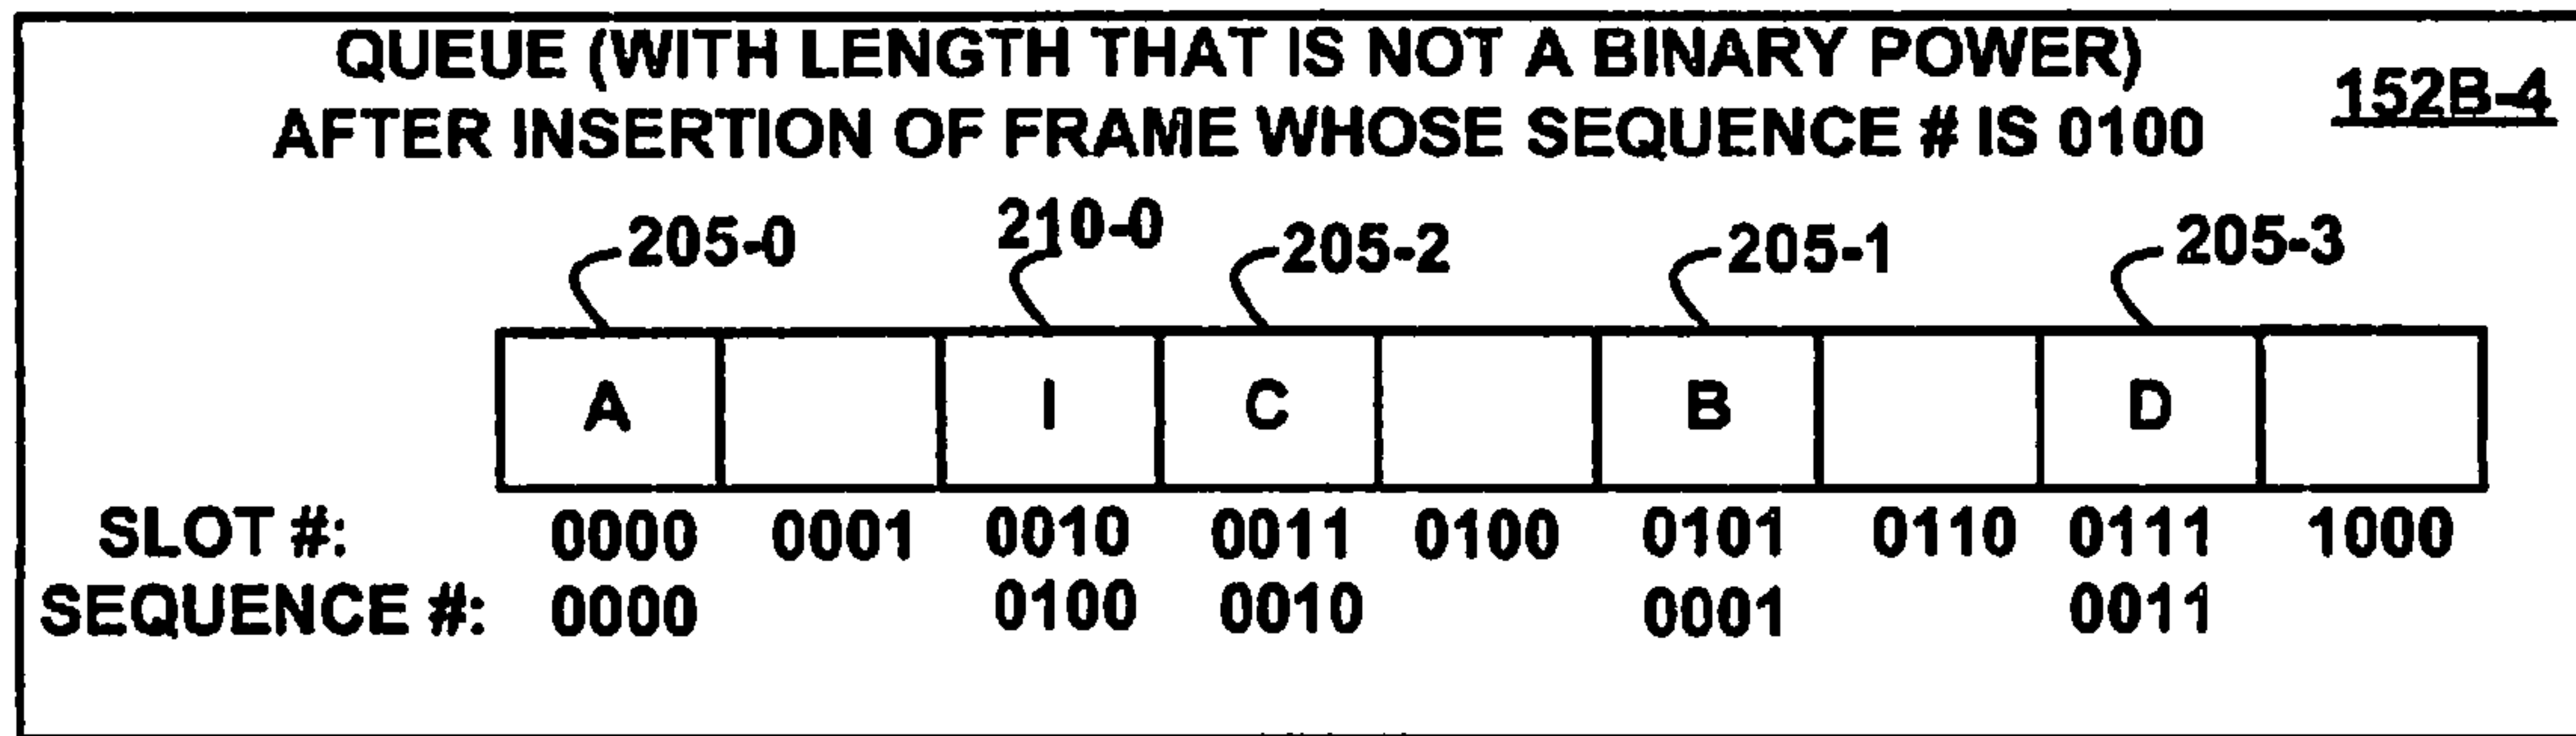 QUEUE (WITH LENGTH THAT IS NOT A BINARY POWER)
AFTER INSERTION OF FRAME WHOSE SEQUENCE # IS 0100
152B-4
205-0 210-0 205-2 205-1 205-3
A I C B D
SLOT #: 0000 0001 0010 0011 0100 0101 0110 0111 1000
SEQUENCE #: 0000 0100 0010 0001 0011